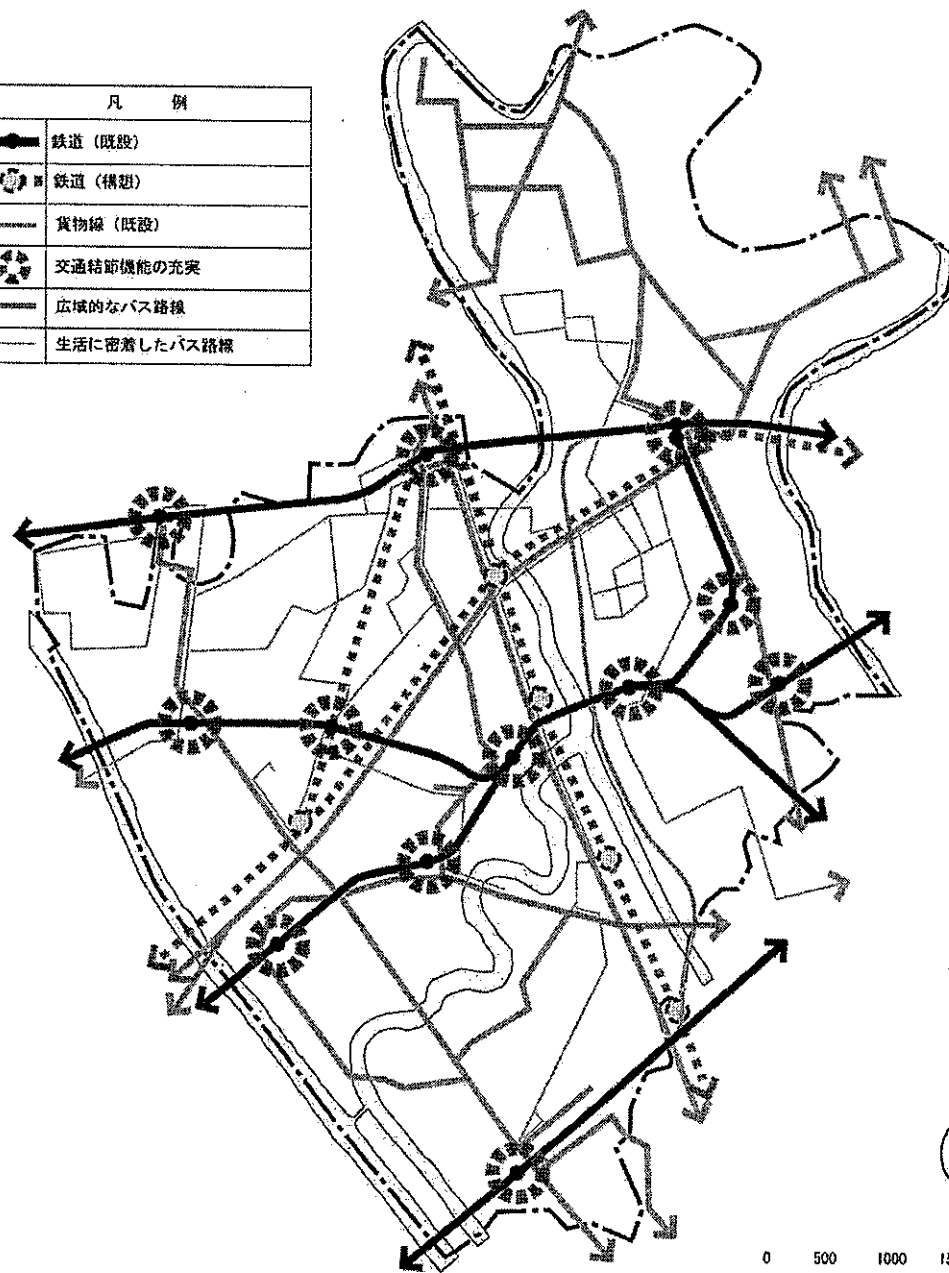 凡 例
鉄道（既設）
鉄道（構想）
貨物線（既設）
交通結節機能の充実
広域的なバス路線
生活に密着したバス路線
0 500 1000